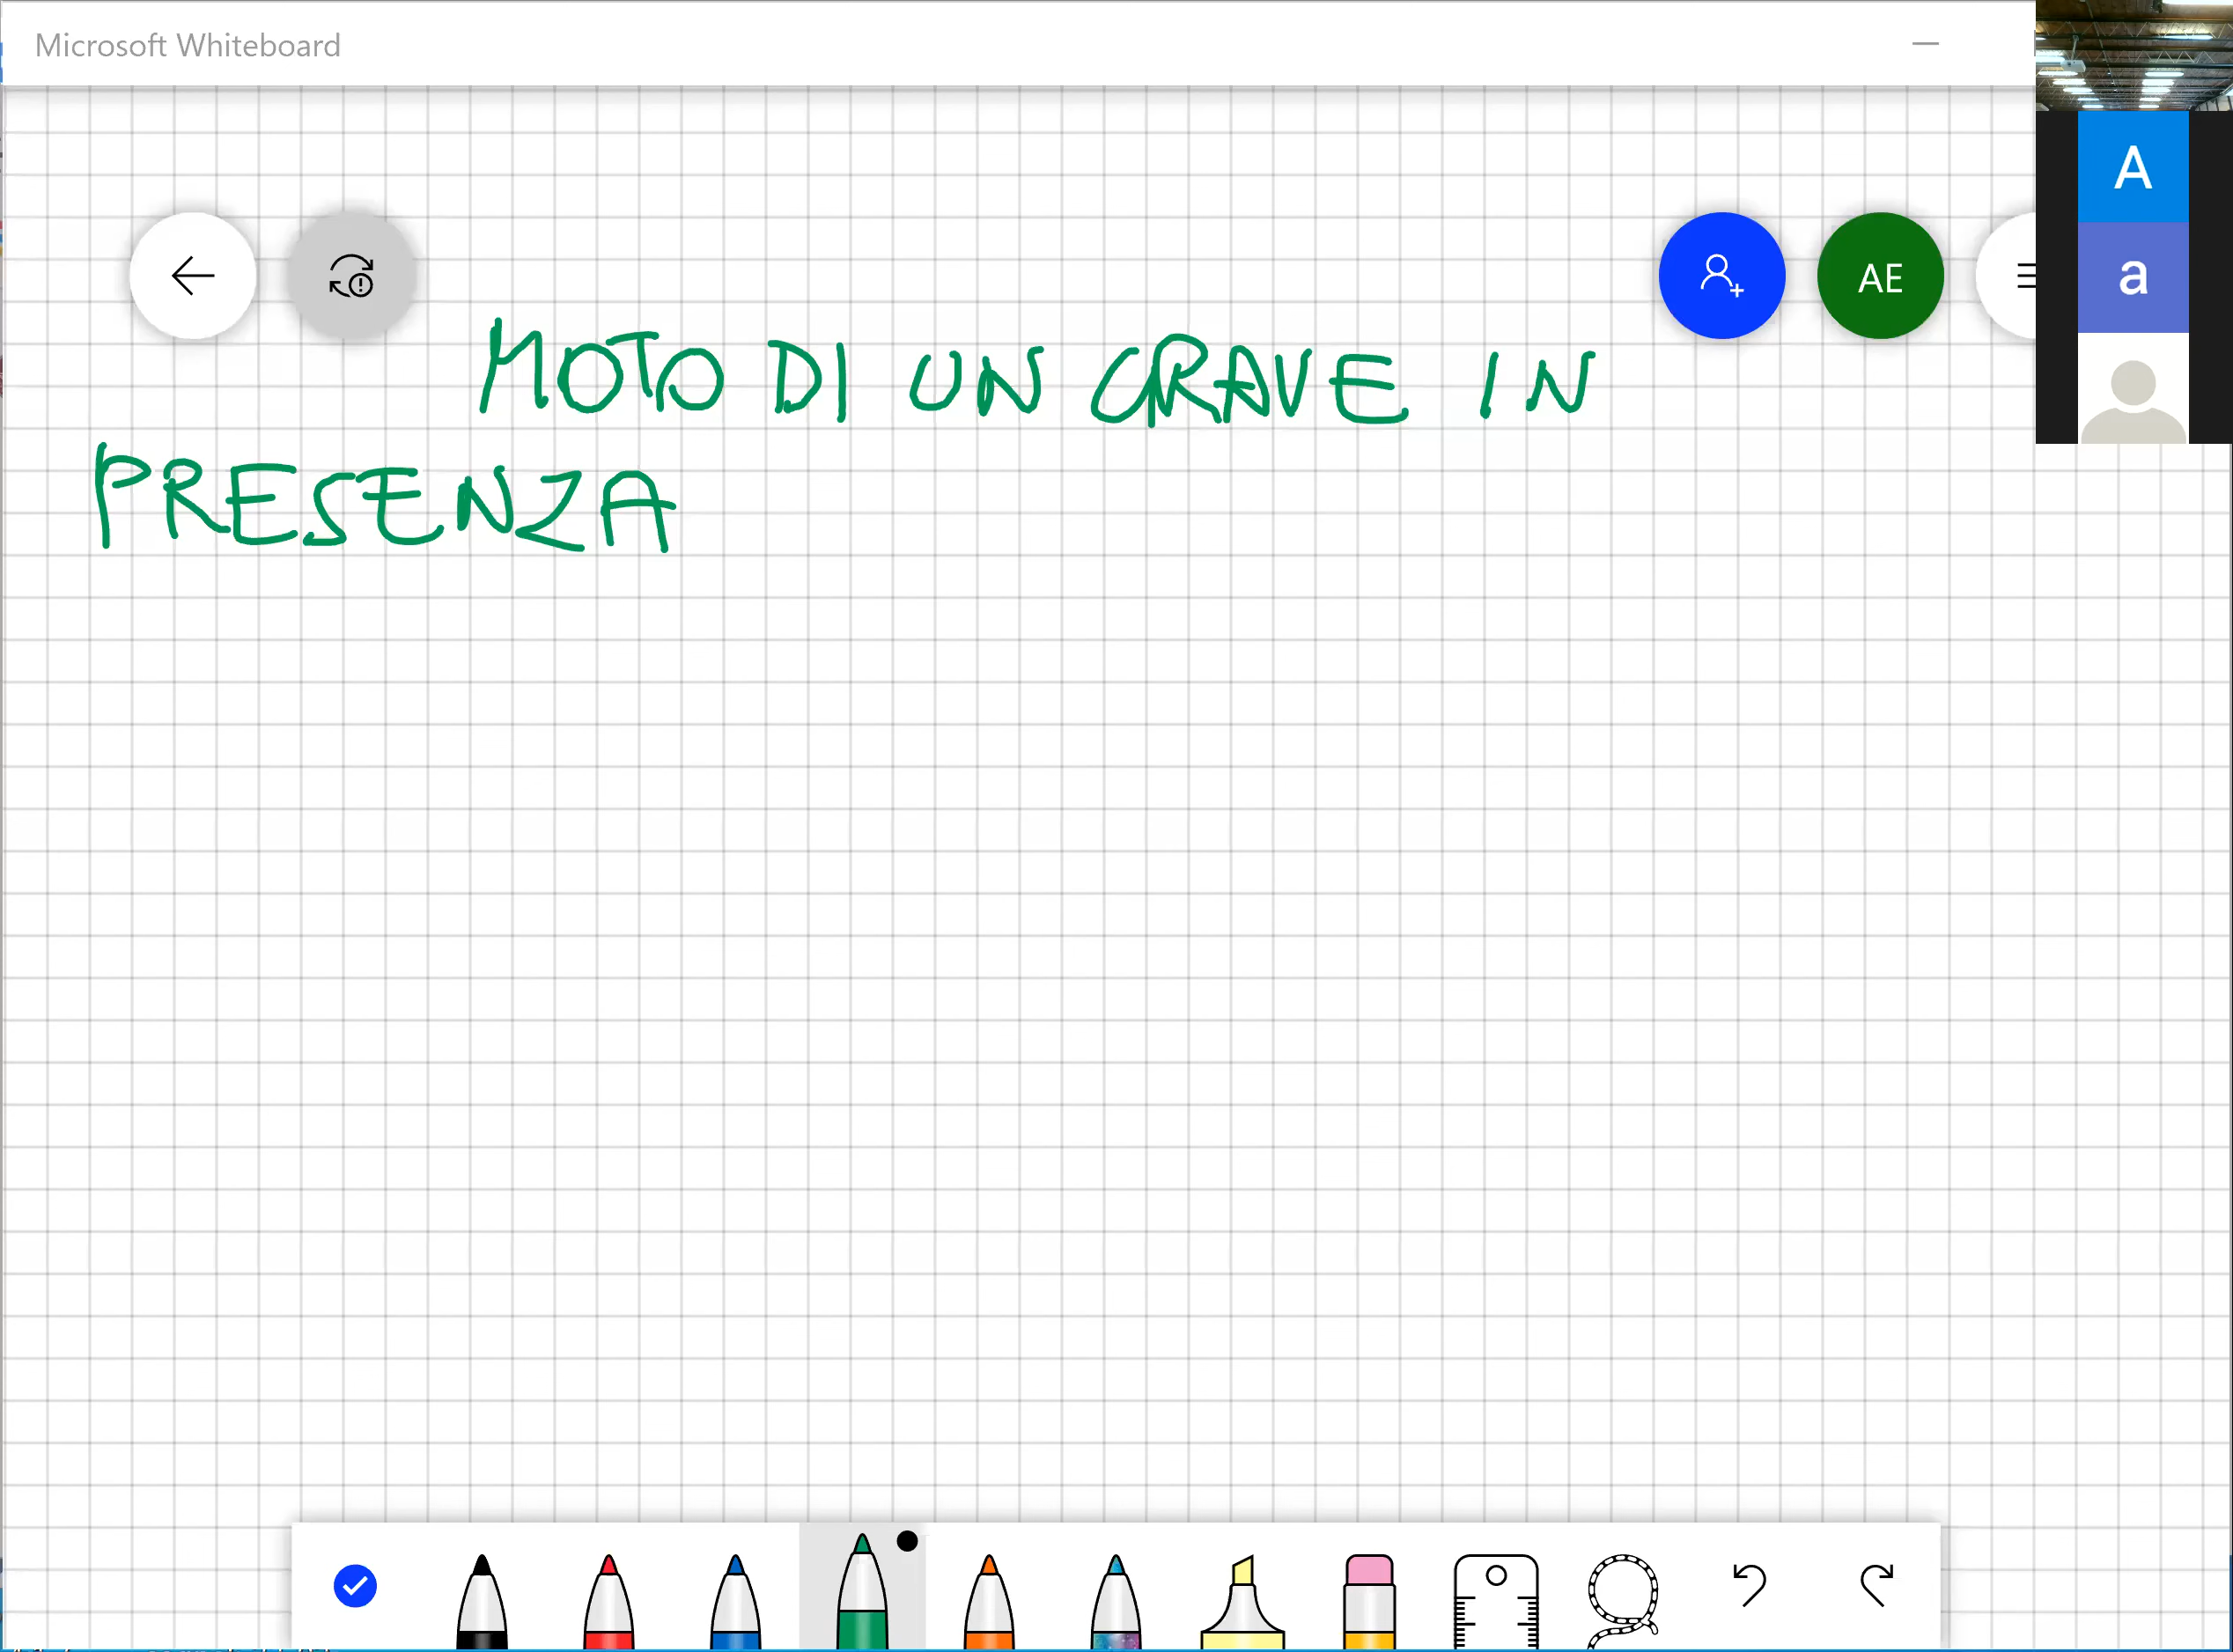 Microsoft Whiteboard
A
a
AE
MOTO DI UN GRAVE IN
PRESENZA